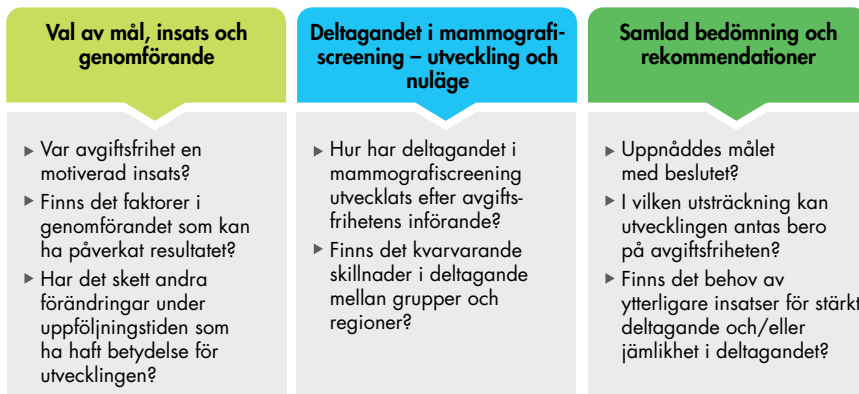 Val av mål, insats och
genomförande
▶ Var avgiftsfrihet en
motiverad insats?
▶ Finns det faktorer i
genomförandet som kan
ha påverkat resultatet?
▶ Har det skett andra
förändringar under
uppföljningstiden som
ha haft betydelse för
utvecklingen?
Deltagandet i mammografi-
screening – utveckling och
nuläge
▶ Hur har deltagandet i
mammografiscreening
utvecklats efter avgifts-
frihetens införande?
▶ Finns det kvarvarande
skillnader i deltagande
mellan grupper och
regioner?
Samlad bedömning och
rekommendationer
▶ Uppnåddes målet
med beslutet?
▶ I vilken utsträckning kan
utvecklingen antas bero
på avgiftsfriheten?
▶ Finns det behov av
ytterligare insatser för stärkt
deltagande och/eller
jämlikhet i deltagandet?